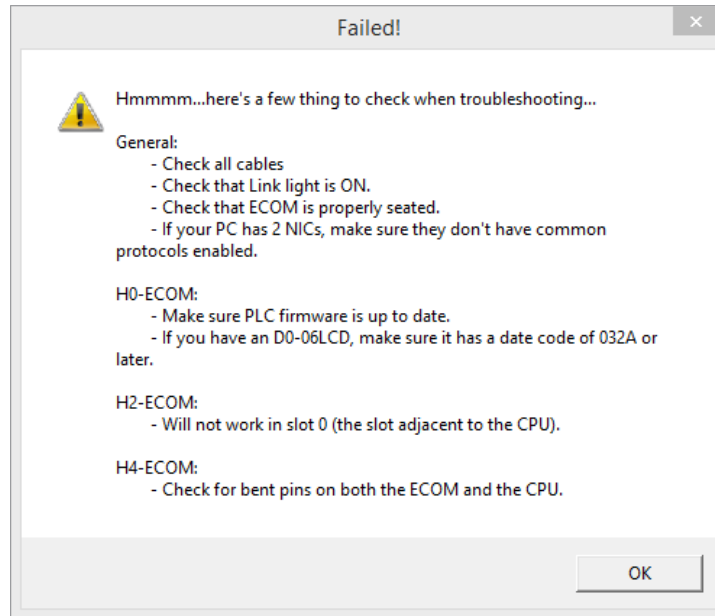 Failed!
Hmmmm...here's a few thing to check when troubleshooting...
General:
- Check all cables
- Check that Link light is ON.
- Check that ECOM is properly seated.
- If your PC has 2 NICs, make sure they don't have common
protocols enabled.
H0-ECOM:
- Make sure PLC firmware is up to date.
- If you have an D0-06LCD, make sure it has a date code of 032A or
later.
H2-ECOM:
- Will not work in slot 0 (the slot adjacent to the CPU).
H4-ECOM:
- Check for bent pins on both the ECOM and the CPU.
OK